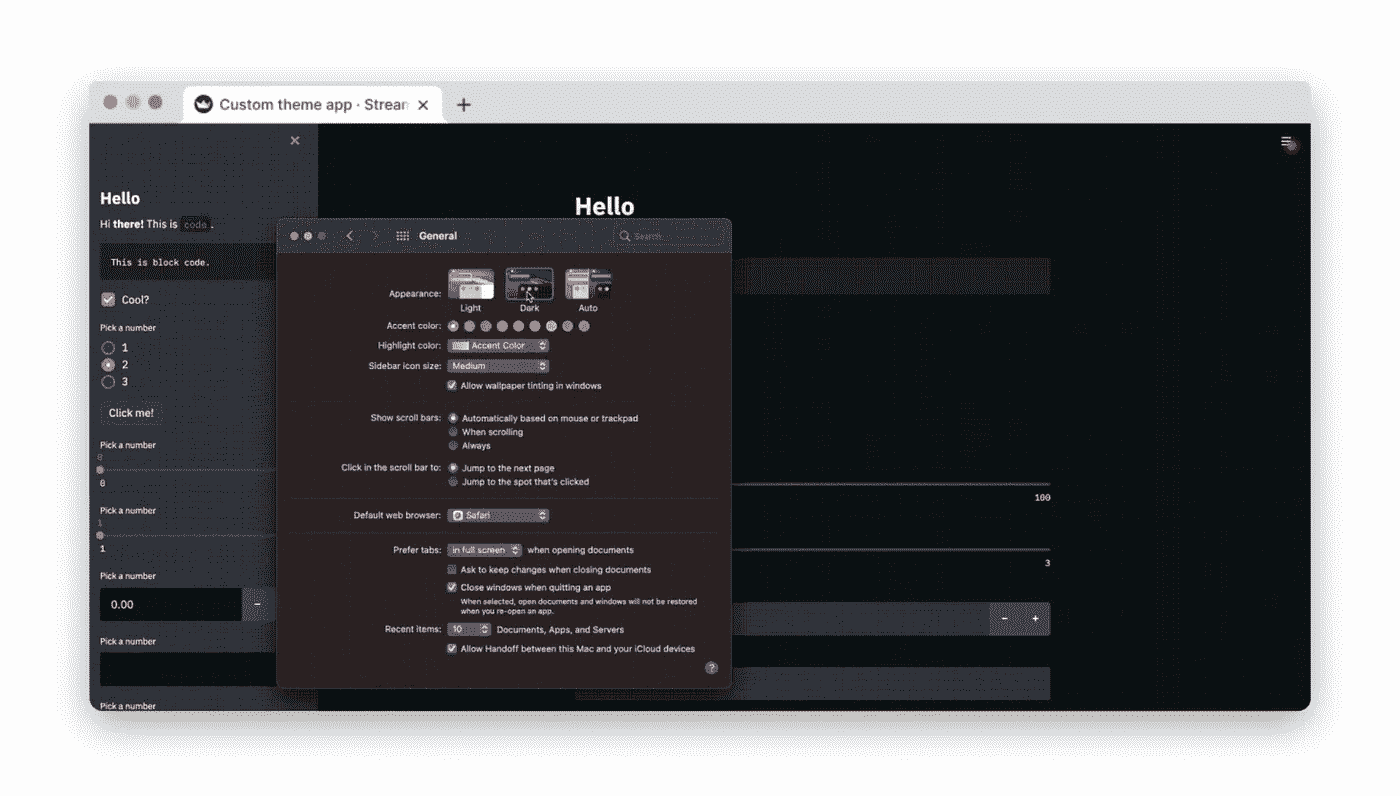 Custom theme app · Strear
Hello
Hi there! This is code.
This is block code.
Cool?
Pick a number
1
2
3
Click me!
Pick a number
0
0
Pick a number
1
1
Pick a number
0.00
Pick a number
Pick a number
Hello
General
Search
Appearance:
Light Dark Auto
Accent color:
Highlight color: Accent Color
Sidebar icon size: Medium
Allow wallpaper tinting in windows
Show scroll bars: Automatically based on mouse or trackpad
When scrolling
Always
Click in the scroll bar to: Jump to the next page
Jump to the spot that's clicked
Default web browser: Safari
Prefer tabs: in full screen when opening documents
Ask to keep changes when closing documents
Close windows when quitting an app
When selected, open documents and windows will not be restored
when you re-open an app.
Recent items: 10 Documents, Apps, and Servers
Allow Handoff between this Mac and your iCloud devices
?
100
3